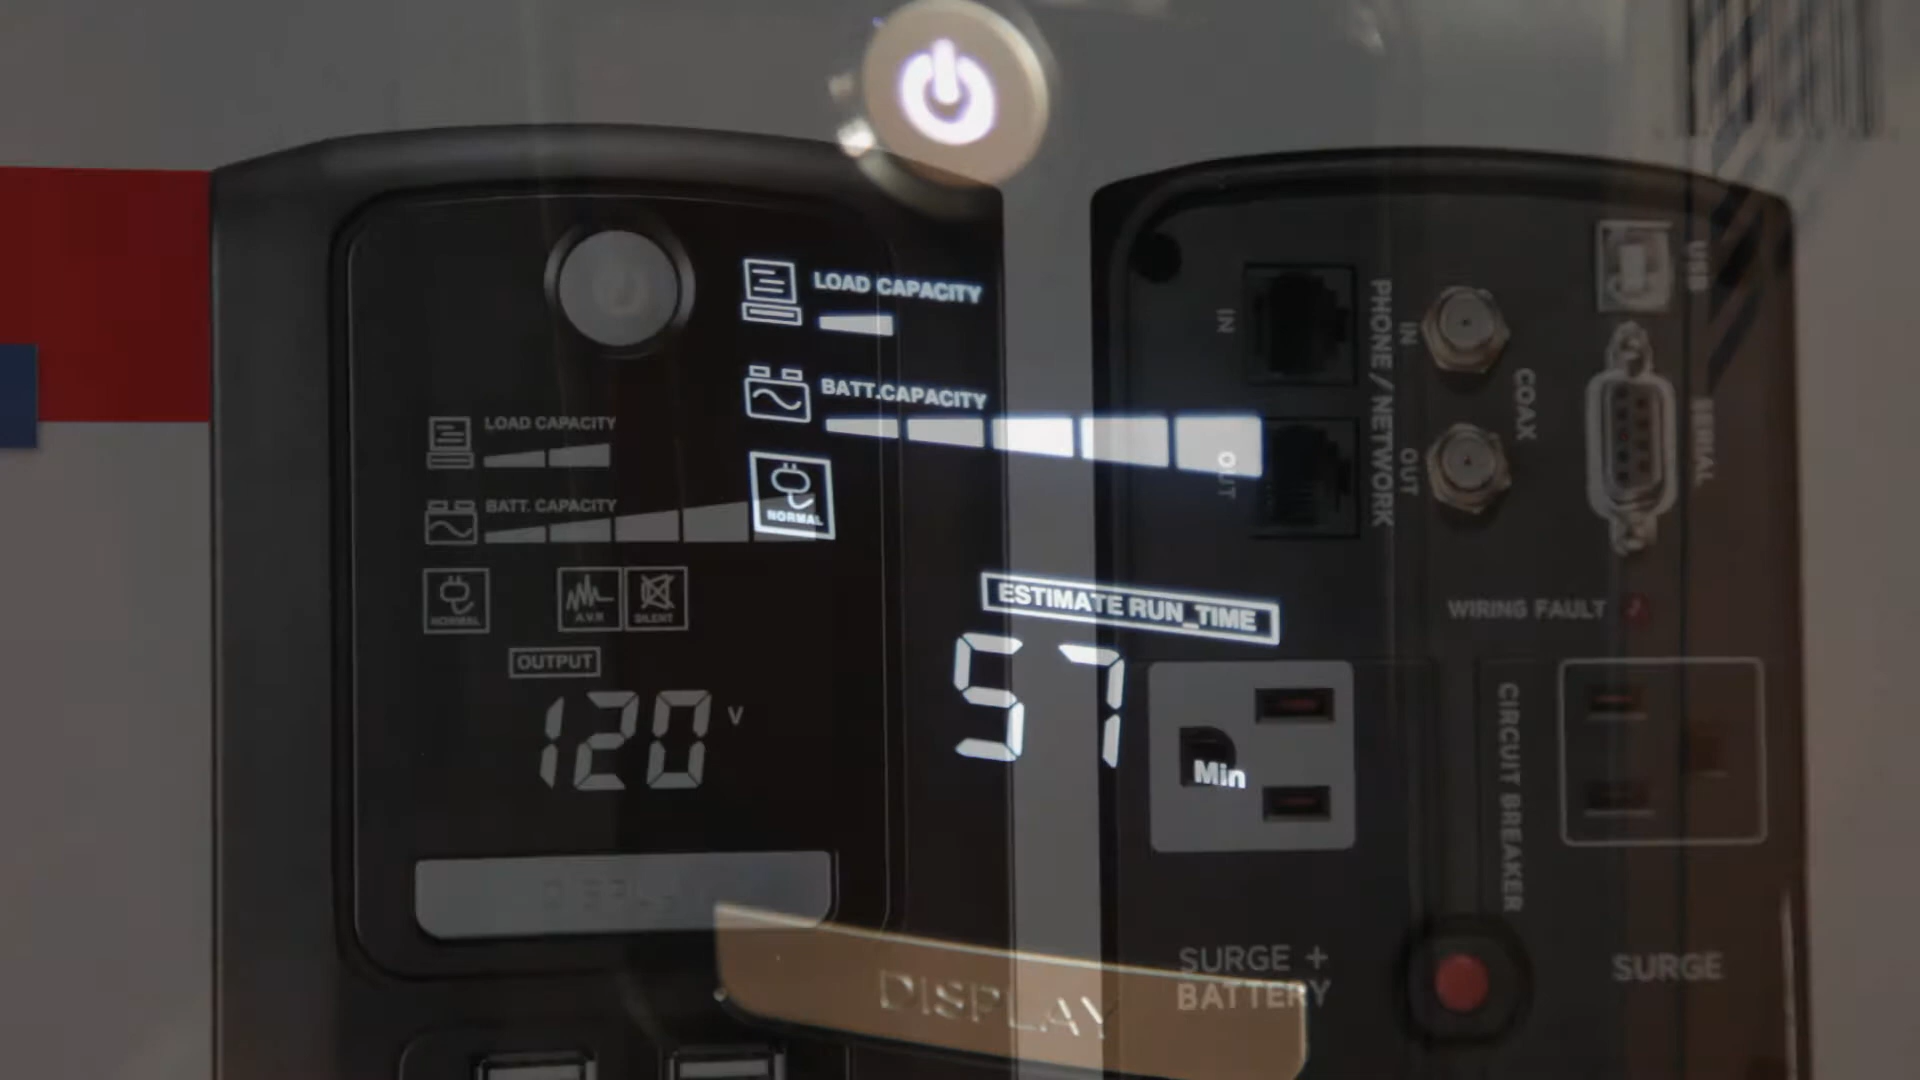 LOAD CAPACITY
BATT.CAPACITY
NORMAL
ESTIMATE RUN_TIME
57
Min
DISPLAY
LOAD CAPACITY
BATT. CAPACITY
NORMAL
A.V.R
SILENT
OUTPUT
120 V
DISPLAY
IN
OUT
PHONE / NETWORK
IN
OUT
COAX
USB
SERIAL
WIRING FAULT
CIRCUIT BREAKER
SURGE +
BATTERY
SURGE